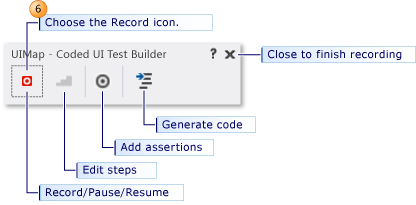 6
Choose the Record icon.
UIMap - Coded UI Test Builder ?
Close to finish recording
Generate code
Add assertions
Edit steps
Record/Pause/Resume